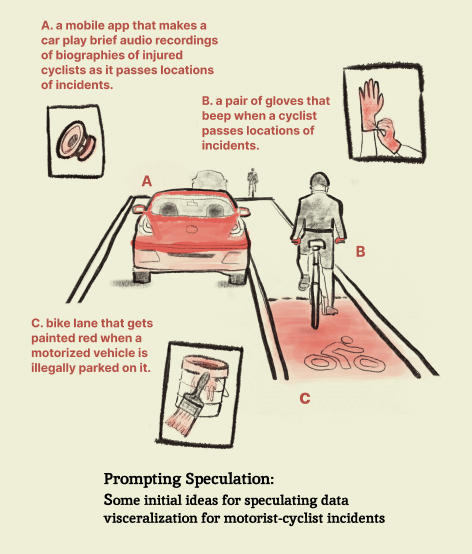 A. a mobile app that makes a
car play brief audio recordings
of biographies of injured
cyclists as it passes locations
of incidents.
B. a pair of gloves that
beep when a cyclist
passes locations of
incidents.
A
B
C. bike lane that gets
painted red when a
motorized vehicle is
illegally parked on it.
C
Prompting Speculation:
Some initial ideas for speculating data
visceralization for motorist-cyclist incidents